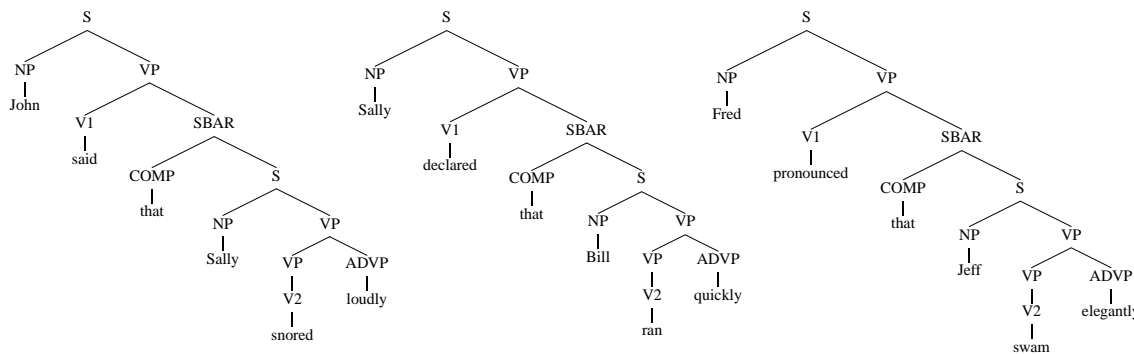 S S S
NP VP NP VP NP VP
John Sally Fred
V1 SBAR V1 SBAR V1 SBAR
said declared pronounced
COMP S COMP S COMP S
that that that
NP VP NP VP NP VP
Sally Bill Jeff
VP ADVP VP ADVP VP ADVP
loudly quickly elegantly
V2 V2 V2
snored ran swam